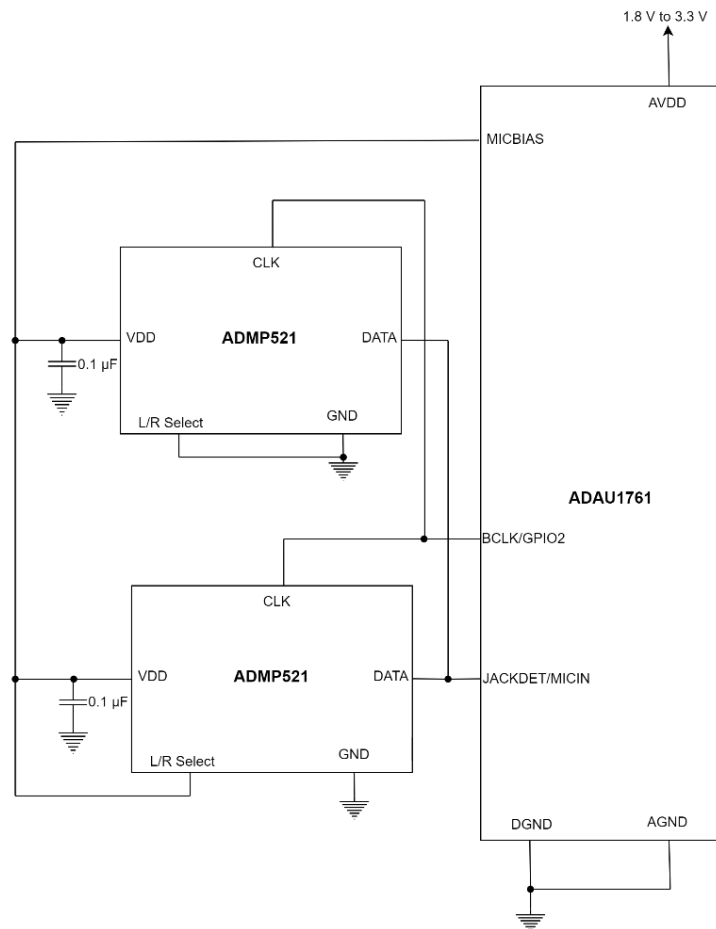 1.8 V to 3.3 V
AVDD
MICBIAS
CLK
VDD
ADMP521
DATA
0.1 µF
L/R Select
GND
ADAU1761
BCLK/GPIO2
CLK
VDD
ADMP521
DATA
JACKDET/MICIN
0.1 µF
L/R Select
GND
DGND
AGND